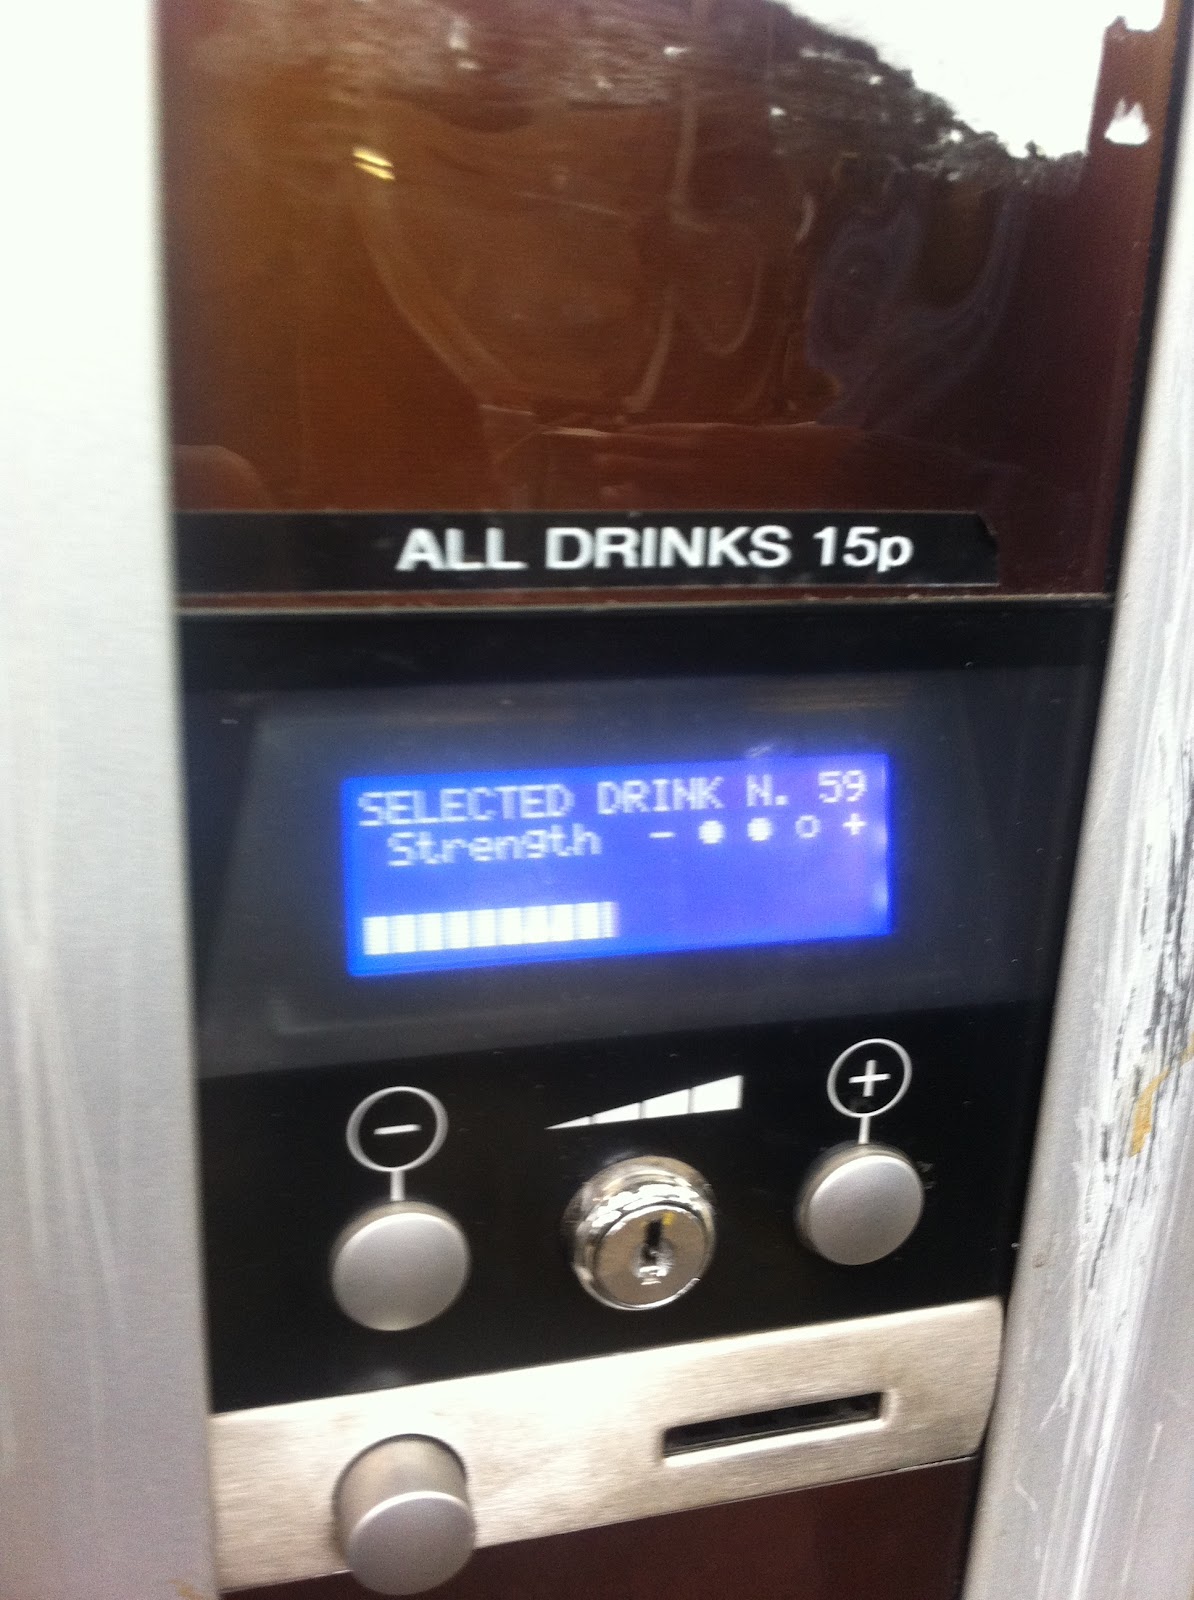 ALL DRINKS 15p
SELECTED DRINK N. 59
Strength - ● ● ○ +
- +